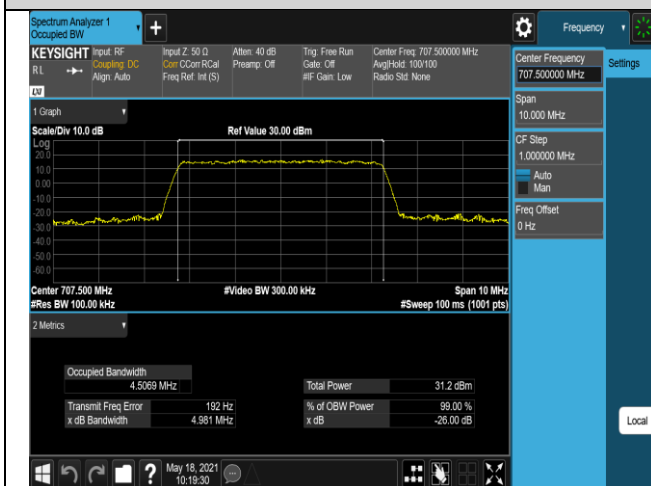 Spectrum Analyzer 1
Occupied BW
+
Frequency
KEYSIGHT
RL
LXI
Input: RF
Coupling: DC
Align: Auto
Input Z: 50 Ω
Corr CCorr RCal
Freq Ref: Int (S)
Atten: 40 dB
Preamp: Off
Trig: Free Run
Gate: Off
#IF Gain: Low
Center Freq: 707.500000 MHz
Avg|Hold: 100/100
Radio Std: None
Center Frequency
707.500000 MHz
Settings
Span
10.000 MHz
CF Step
1.000000 MHz
Auto
Man
Freq Offset
0 Hz
Local
1 Graph
Scale/Div 10.0 dB
Ref Value 30.00 dBm
Log
20.0
10.0
0.00
-10.0
-20.0
-30.0
-40.0
-50.0
-60.0
Center 707.500 MHz
#Video BW 300.00 kHz
Span 10 MHz
#Res BW 100.00 kHz
#Sweep 100 ms (1001 pts)
2 Metrics
Occupied Bandwidth
4.5069 MHz
Total Power 31.2 dBm
Transmit Freq Error 192 Hz
% of OBW Power 99.00 %
x dB Bandwidth 4.981 MHz
x dB -26.00 dB
?
May 18, 2021
10:19:30